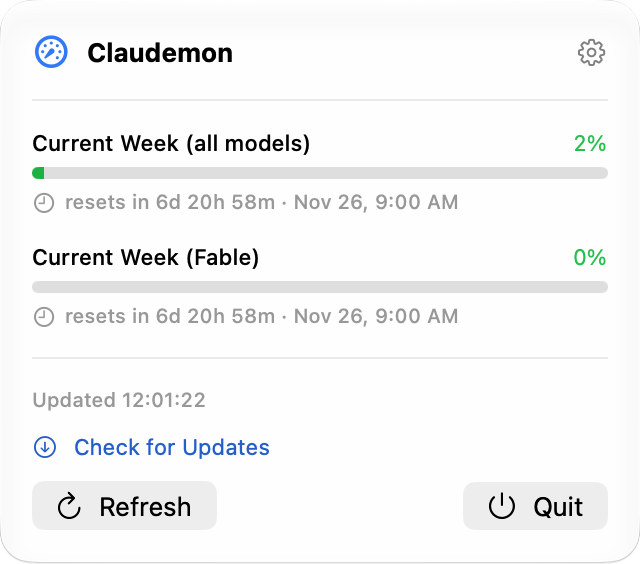 Claudemon
Current Week (all models) 2%
resets in 6d 20h 58m · Nov 26, 9:00 AM
Current Week (Fable) 0%
resets in 6d 20h 58m · Nov 26, 9:00 AM
Updated 12:01:22
Check for Updates
Refresh Quit